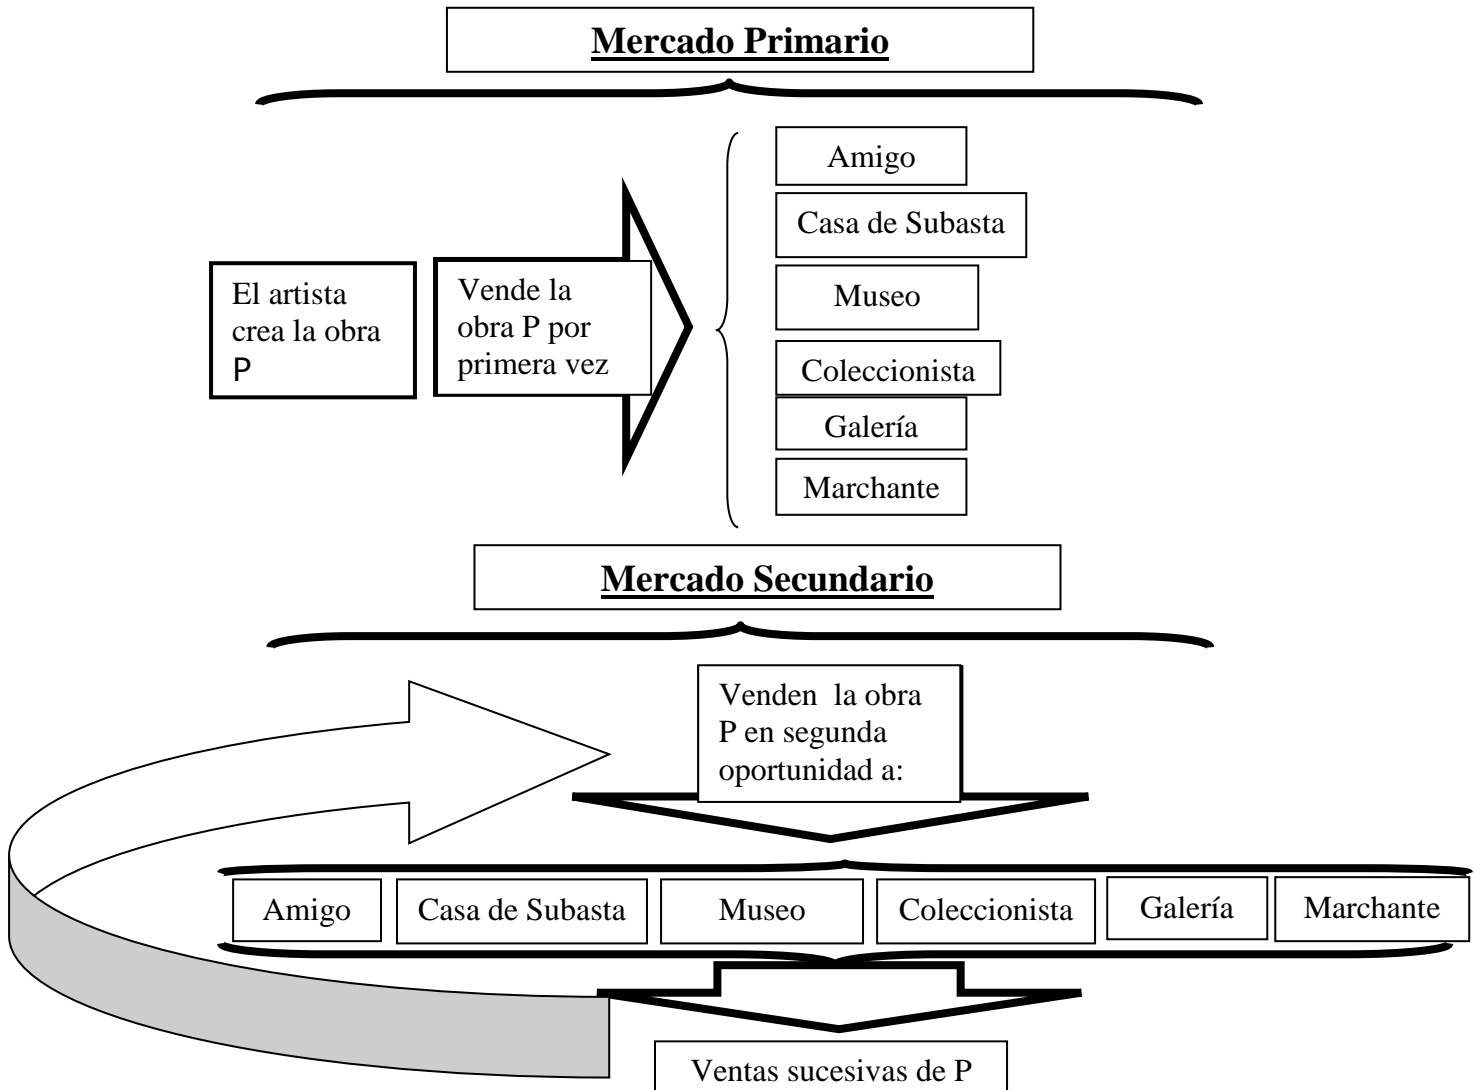 Mercado Primario
El artista
crea la obra
P
Vende la
obra P por
primera vez
Amigo
Casa de Subasta
Museo
Coleccionista
Galería
Marchante
Mercado Secundario
Venden la obra
P en segunda
oportunidad a:
Amigo
Casa de Subasta
Museo
Coleccionista
Galería
Marchante
Ventas sucesivas de P